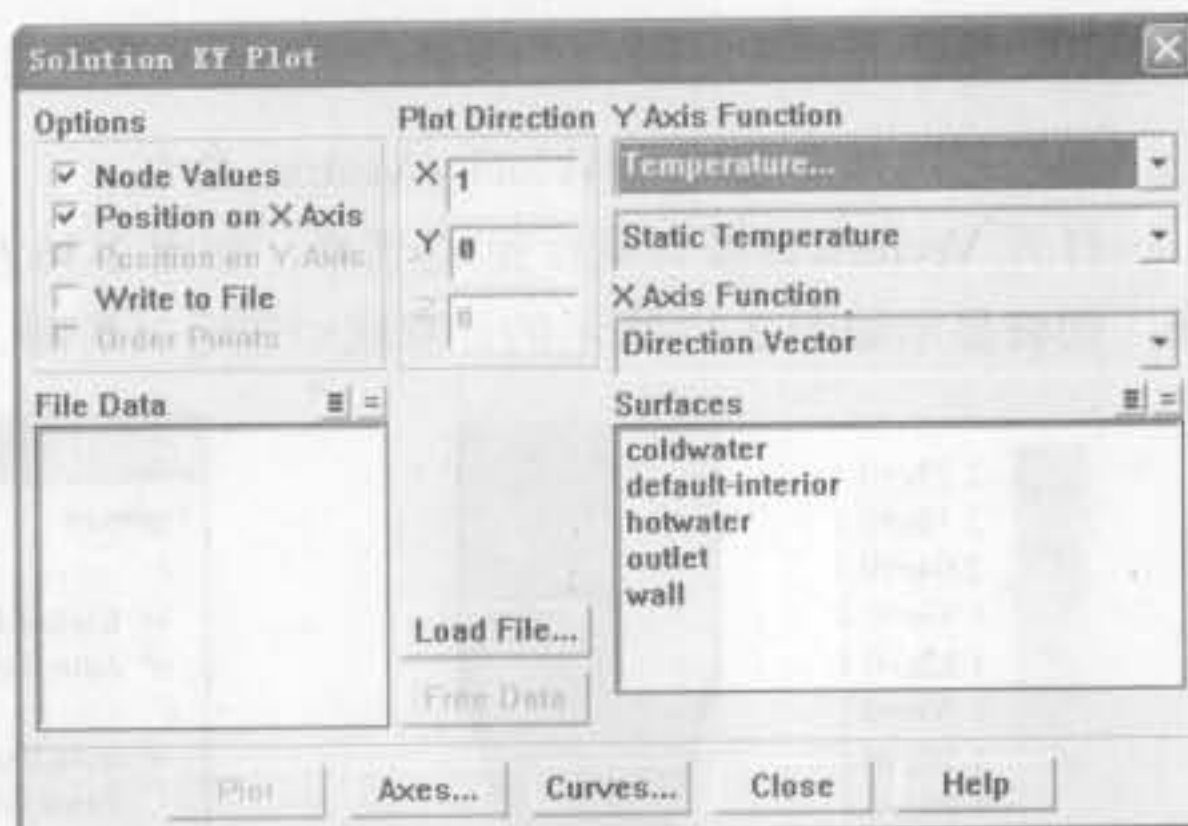 Solution XY Plot
Options
Node Values
Position on X Axis
Position on Y Axis
Write to File
Order Points
Plot Direction
X 1
Y 0
Z 0
Y Axis Function
Temperature...
Static Temperature
X Axis Function
Direction Vector
File Data
Surfaces
coldwater
default-interior
hotwater
outlet
wall
Load File...
Free Data
Plot
Axes...
Curves...
Close
Help